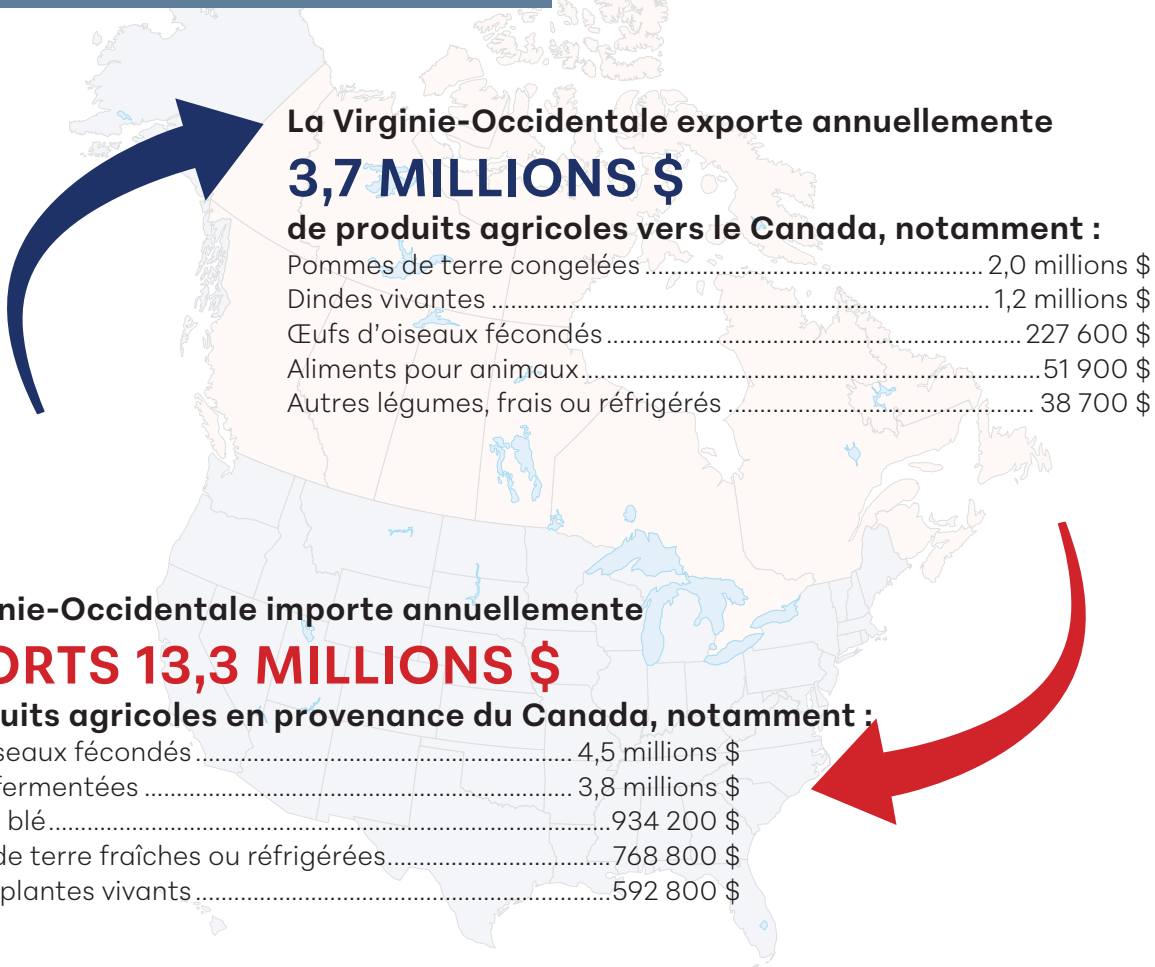 La Virginie-Occidentale exporte annuellement
3,7 MILLIONS $
de produits agricoles vers le Canada, notamment :
Pommes de terre congelées ... 2,0 millions $
Dindes vivantes ... 1,2 millions $
Œufs d'oiseaux fécondés ... 227 600 $
Aliments pour animaux ... 51 900 $
Autres légumes, frais ou réfrigérés ... 38 700 $
nie-Occidentale importe annuellement
ORTS 13,3 MILLIONS $
uits agricoles en provenance du Canada, notamment :
seaux fécondés ... 4,5 millions $
fermentées ... 3,8 millions $
blé ... 934 200 $
de terre fraîches ou réfrigérées ... 768 800 $
plantes vivants ... 592 800 $